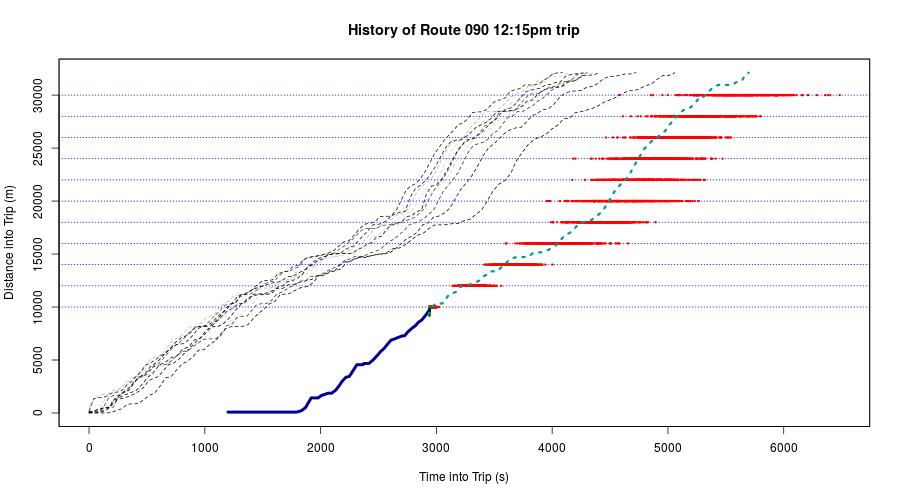 History of Route 090 12:15pm trip
Distance into Trip (m)
30000
25000
20000
15000
10000
5000
0
0 1000 2000 3000 4000 5000 6000
Time into Trip (s)